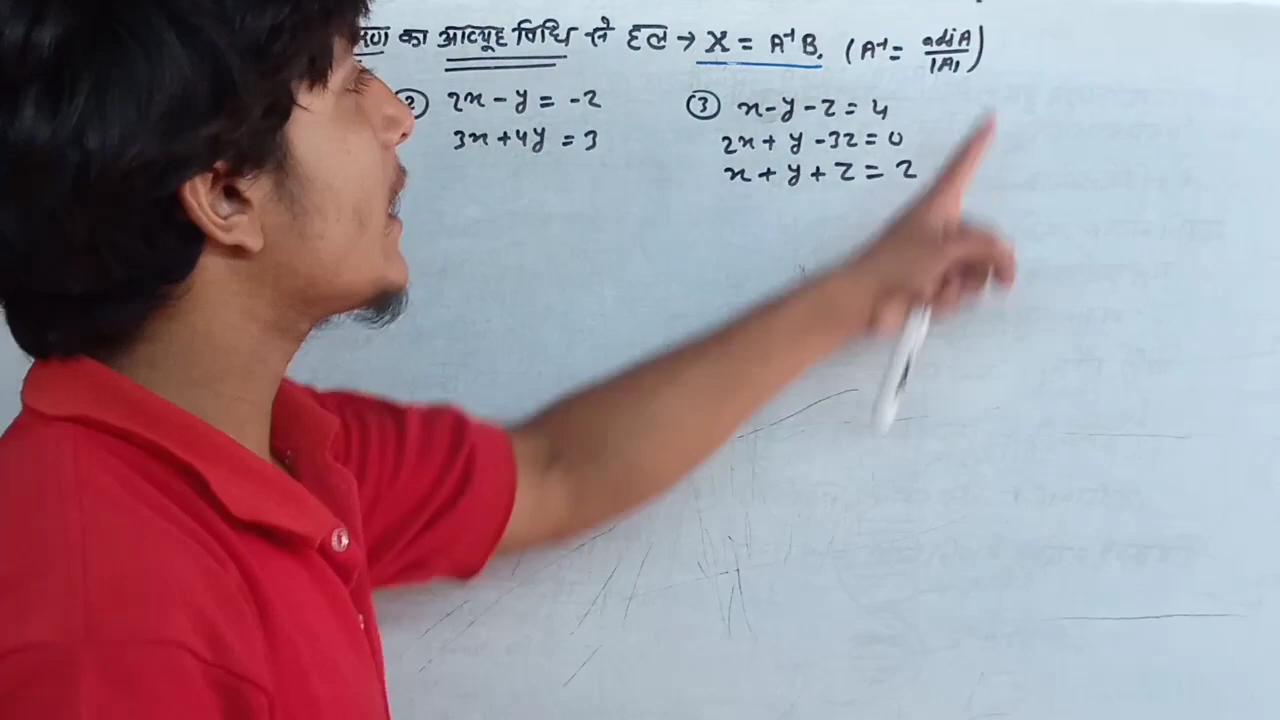 का आव्यूह विधि से हल → X = A⁻¹B. (A⁻¹ = adjA/|A|)
② 2x - y = -2
3x + 4y = 3
③ x - y - z = 4
2x + y - 3z = 0
x + y + z = 2